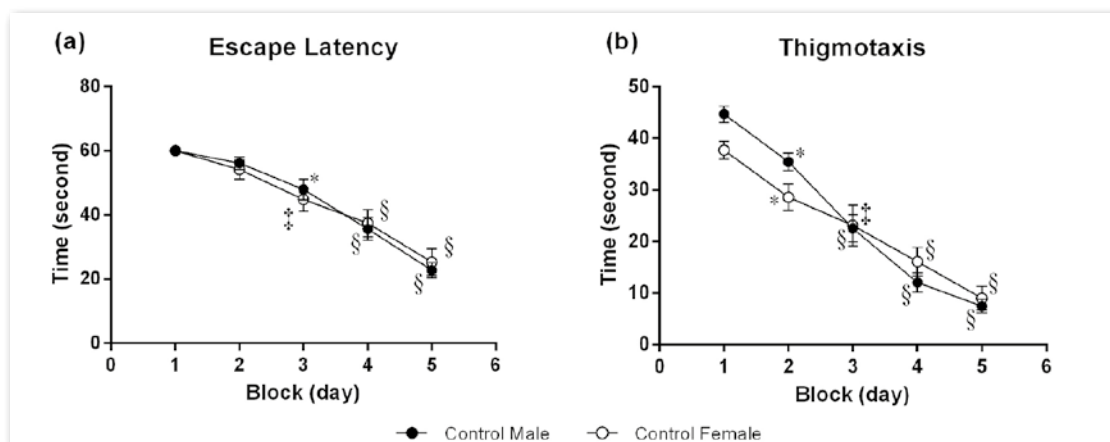 (a) Escape Latency
80
60
40
20
0
Time (second)
* ‡ § § § §
0 1 2 3 4 5 6
Block (day)
(b) Thigmotaxis
50
40
30
20
10
0
Time (second)
* * ‡ § § § § §
0 1 2 3 4 5 6
Block (day)
Control Male Control Female